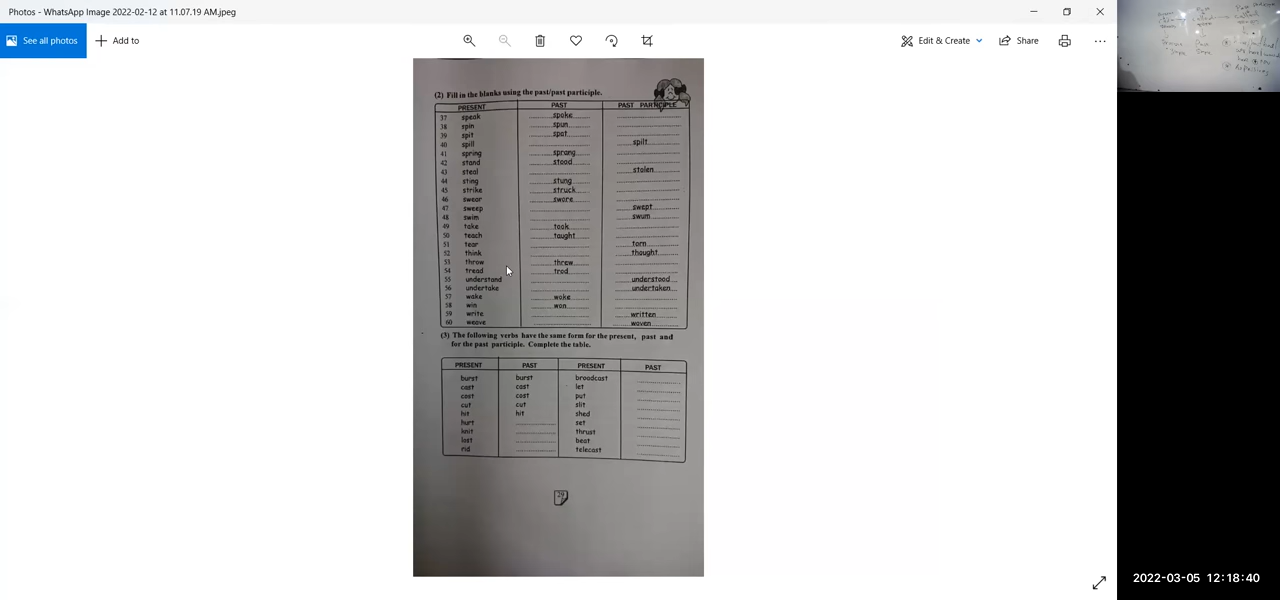 Photos - WhatsApp Image 2022-02-12 at 11.07.19 AM.jpeg
See all photos
Add to
Edit & Create
Share
(2) Fill in the blanks using the past/past participle.
PRESENT PAST PAST PARTICIPLE
37 speak spoke
38 spin spun
39 spit spat
40 spill spilt
41 spring sprang
42 stand stood
43 steal stolen
44 sting stung
45 strike struck
46 swear swore
47 sweep swept
48 swim swum
49 take took
50 teach taught
51 tear torn
52 think thought
53 throw threw
54 tread trod
55 understand understood
56 undertake undertaken
57 wake woke
58 win won
59 write written
60 weave woven
(3) The following verbs have the same form for the present, past and
for the past participle. Complete the table.
PRESENT PAST PRESENT PAST
burst burst broadcast
cast cast let
cost cost put
cut cut slit
hit hit shed
hurt set
knit thrust
lost beat
rid telecast
29
2022-03-05 12:18:40